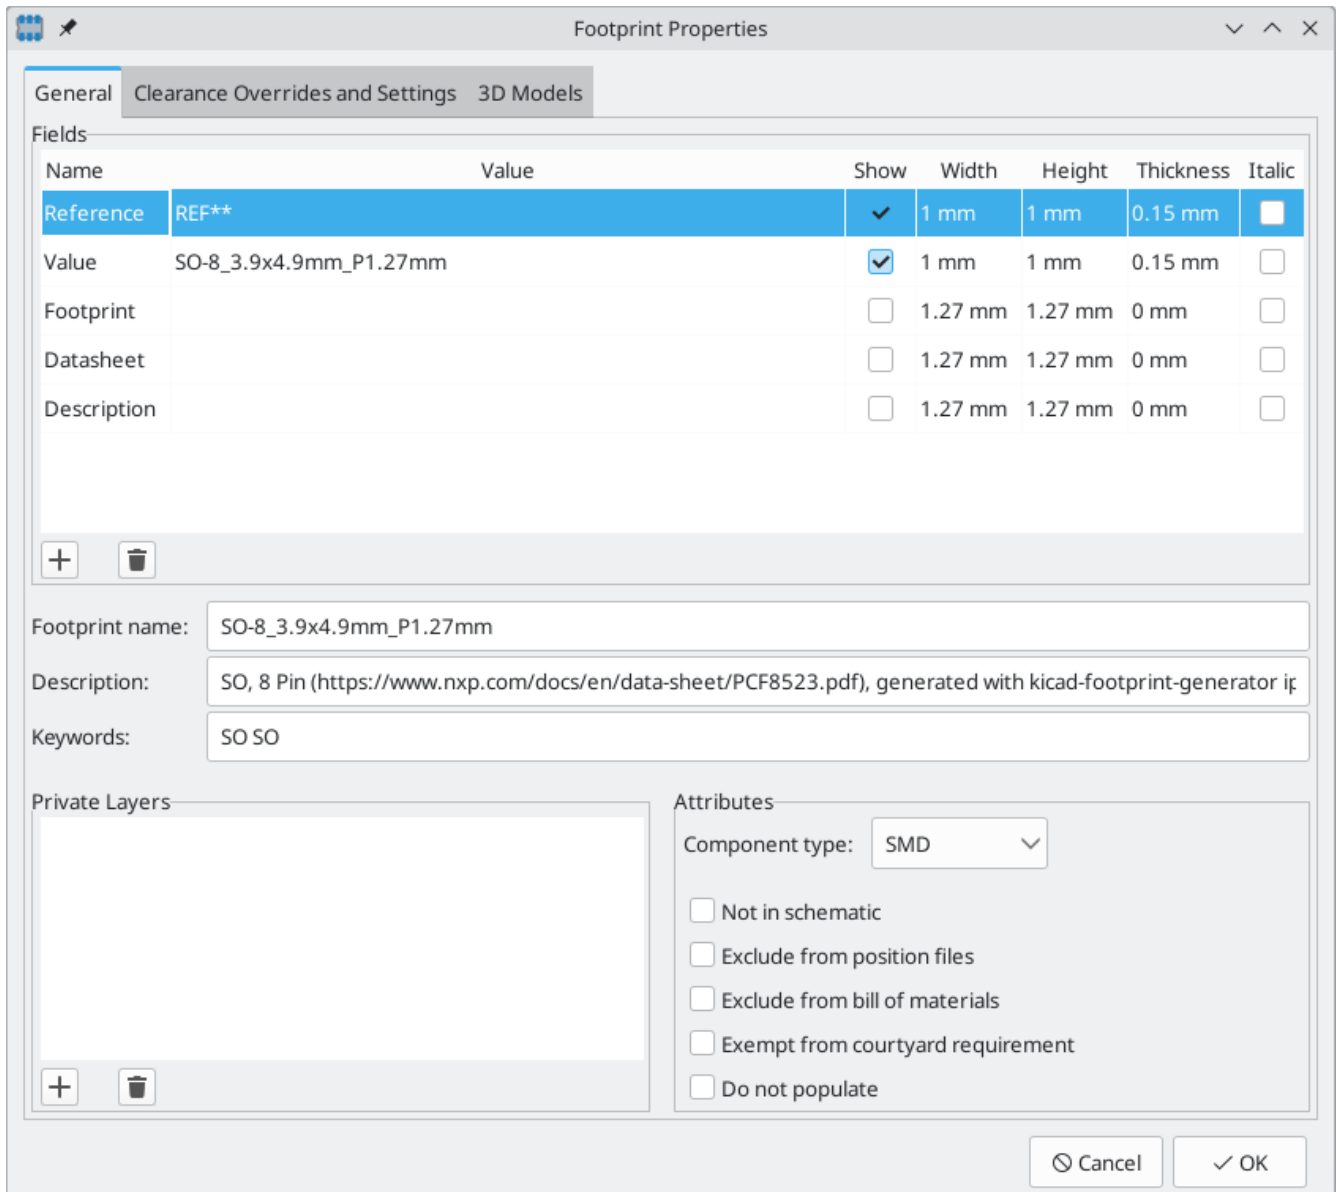 Footprint Properties
General Clearance Overrides and Settings 3D Models
Fields
Name Value Show Width Height Thickness Italic
Reference REF** 1 mm 1 mm 0.15 mm
Value SO-8_3.9x4.9mm_P1.27mm 1 mm 1 mm 0.15 mm
Footprint 1.27 mm 1.27 mm 0 mm
Datasheet 1.27 mm 1.27 mm 0 mm
Description 1.27 mm 1.27 mm 0 mm
Footprint name: SO-8_3.9x4.9mm_P1.27mm
Description: SO, 8 Pin (https://www.nxp.com/docs/en/data-sheet/PCF8523.pdf), generated with kicad-footprint-generator
Keywords: SO SO
Private Layers
Attributes
Component type: SMD
Not in schematic
Exclude from position files
Exclude from bill of materials
Exempt from courtyard requirement
Do not populate
Cancel OK